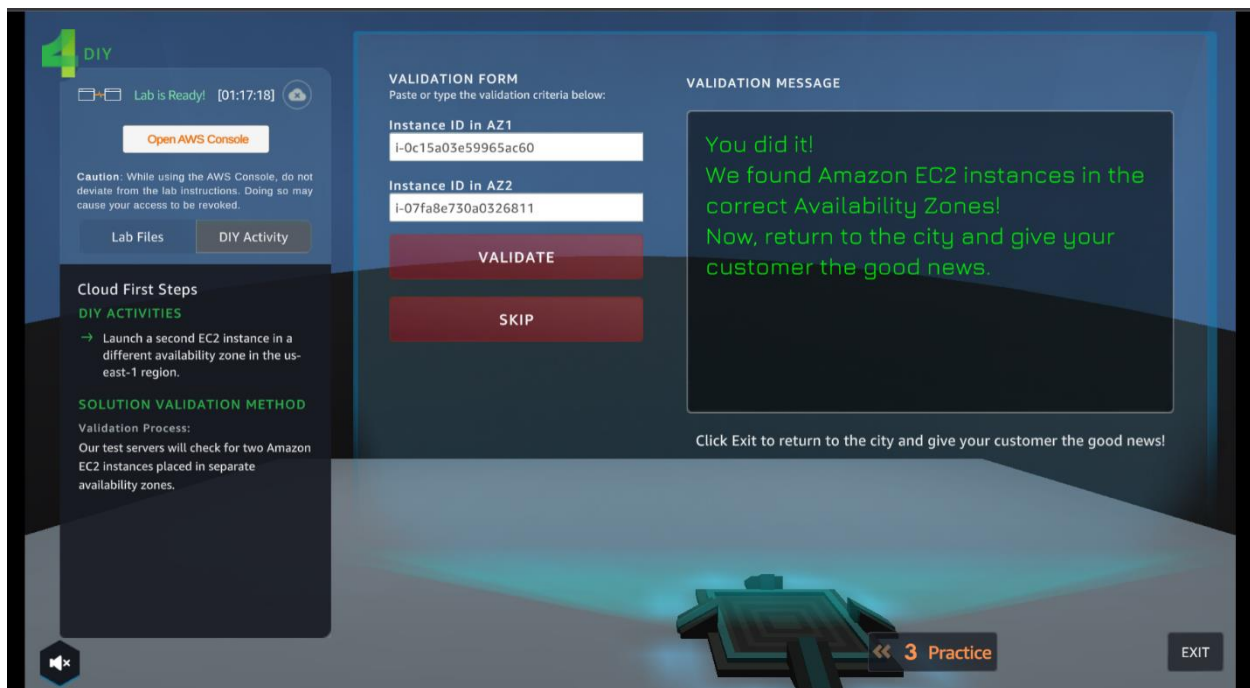 4 DIY
Lab is Ready! [01:17:18]
Open AWS Console
Caution: While using the AWS Console, do not
deviate from the lab instructions. Doing so may
cause your access to be revoked.
Lab Files
DIY Activity
Cloud First Steps
DIY ACTIVITIES
→ Launch a second EC2 instance in a
different availability zone in the us-
east-1 region.
SOLUTION VALIDATION METHOD
Validation Process:
Our test servers will check for two Amazon
EC2 instances placed in separate
availability zones.
VALIDATION FORM
Paste or type the validation criteria below:
Instance ID in AZ1
i-0c15a03e59965ac60
Instance ID in AZ2
i-07fa8e730a0326811
VALIDATE
SKIP
VALIDATION MESSAGE
You did it!
We found Amazon EC2 instances in the
correct Availability Zones!
Now, return to the city and give your
customer the good news.
Click Exit to return to the city and give your customer the good news!
3 Practice
EXIT